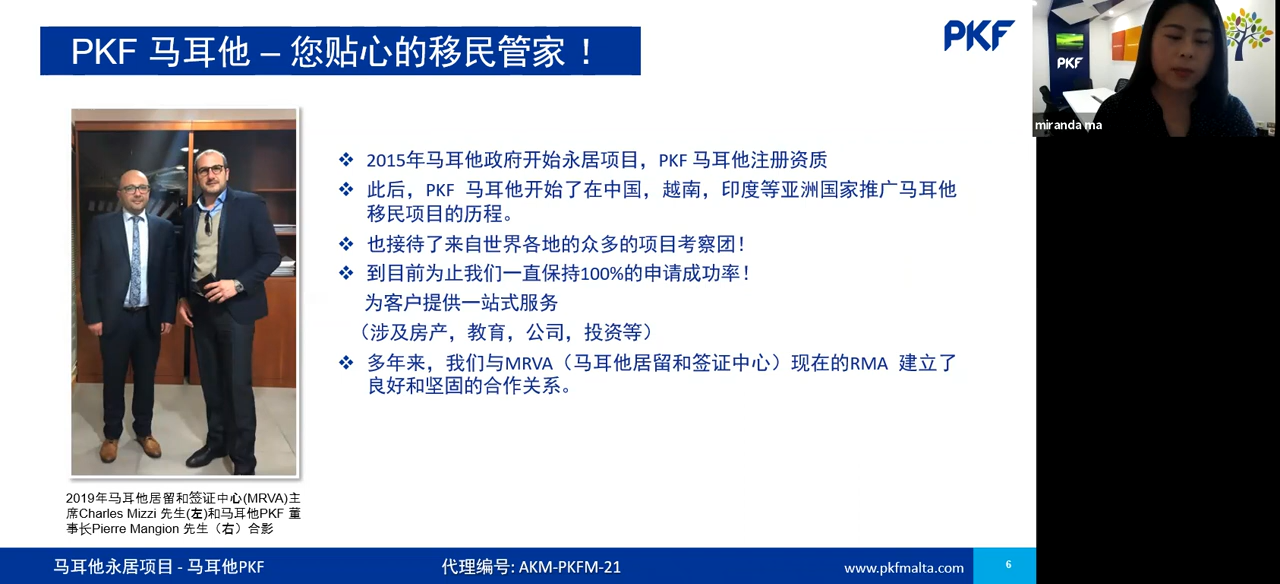 PKF 马耳他 – 您贴心的移民管家 ！
PKF
PKF
miranda ma
❖ 2015年马耳他政府开始永居项目，PKF 马耳他注册资质
❖ 此后，PKF 马耳他开始了在中国，越南，印度等亚洲国家推广马耳他
移民项目的历程。
❖ 也接待了来自世界各地的众多的项目考察团！
❖ 到目前为止我们一直保持100%的申请成功率！
为客户提供一站式服务
（涉及房产，教育，公司，投资等）
❖ 多年来，我们与MRVA（马耳他居留和签证中心）现在的RMA 建立了
良好和坚固的合作关系。
2019年马耳他居留和签证中心(MRVA)主
席Charles Mizzi 先生(左)和马耳他PKF 董
事长Pierre Mangion 先生（右）合影
马耳他永居项目 - 马耳他PKF
代理编号: AKM-PKFM-21
www.pkfmalta.com
6